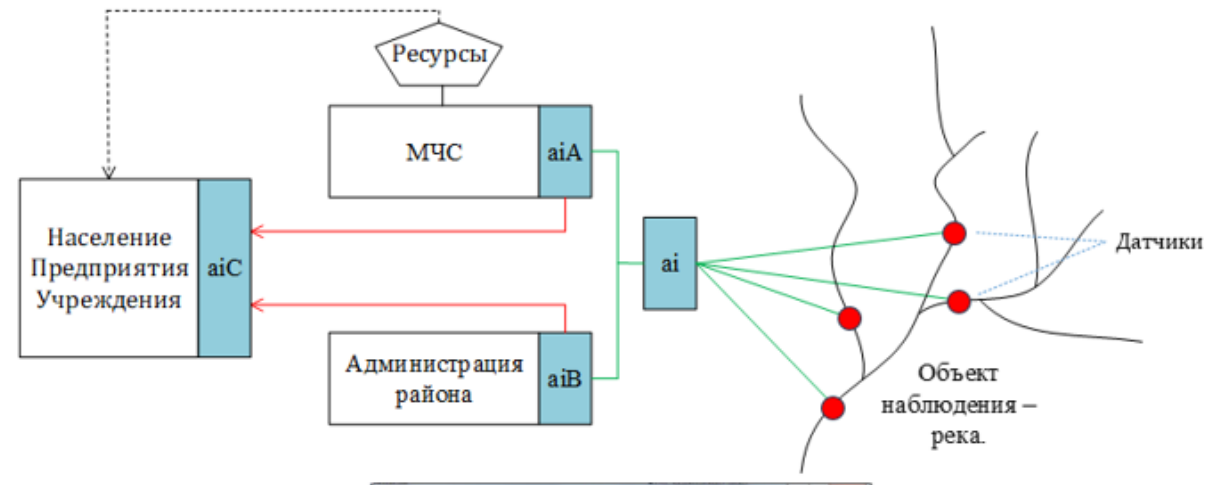 Ресурсы
МЧС
aiA
Население
Предприятия
Учреждения
aiC
ai
Датчики
Администрация
района
aiB
Объект
наблюдения –
река.